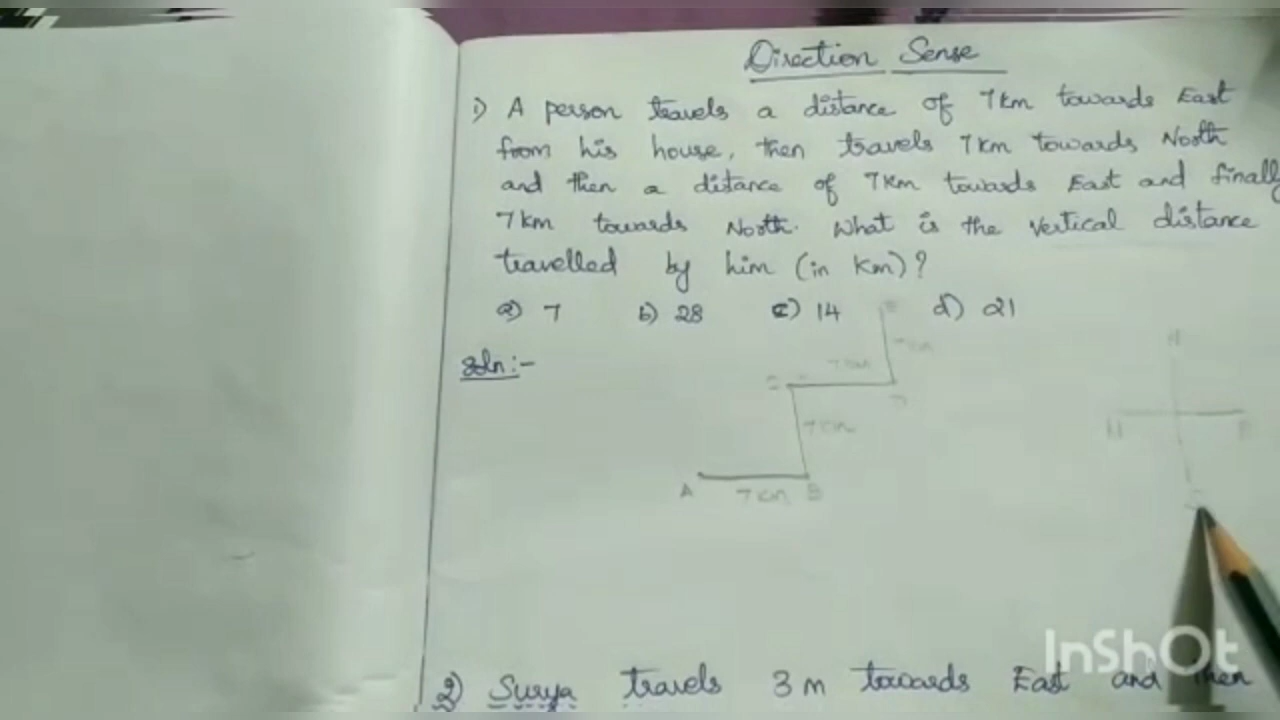 Direction Sense
1) A person travels a distance of 7km towards East
from his house, then travels 7km towards North
and then a distance of 7km towards East and finally
7km towards North. What is the vertical distance
travelled by him (in km)?
a) 7 b) 28 c) 14 d) 21
Soln:-
7km
N
C D
7km
E
A 7km B
InShOt
2) Surya travels 3m towards East and then